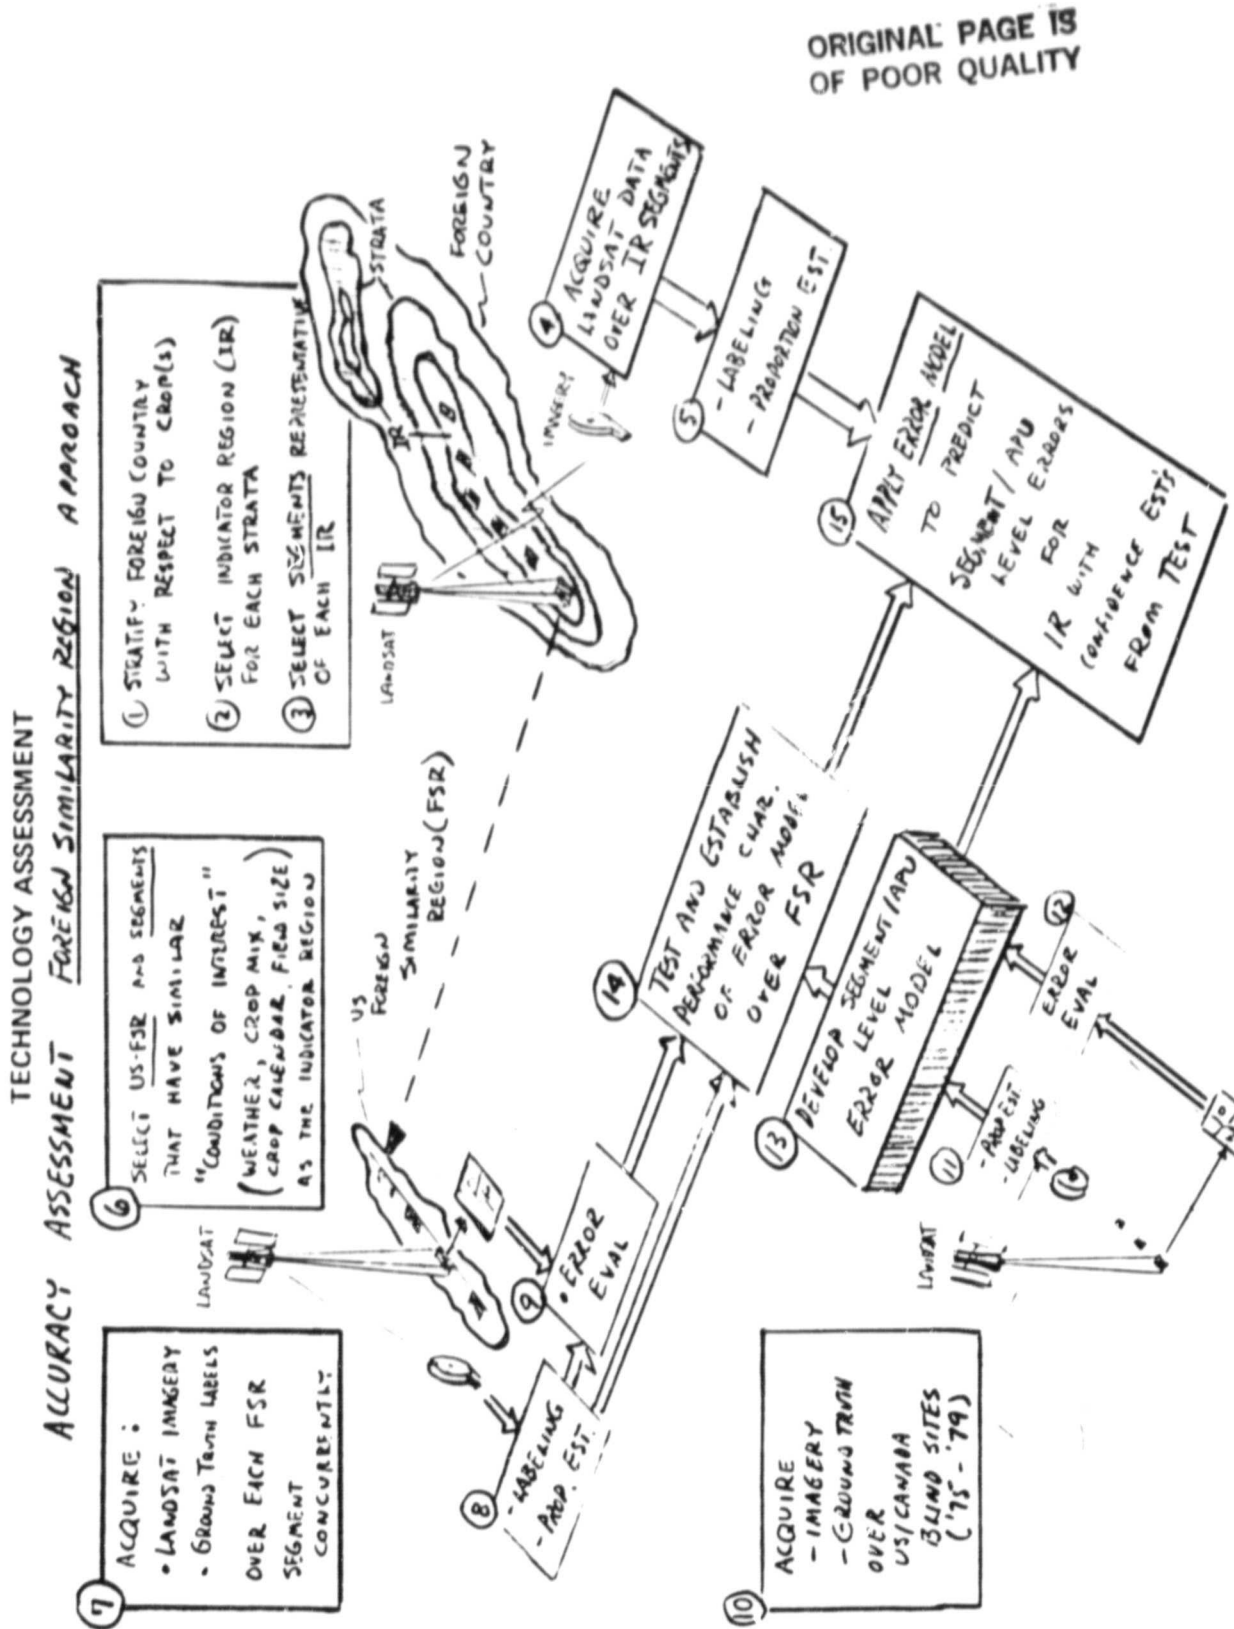 ORIGINAL PAGE IS
OF POOR QUALITY
TECHNOLOGY ASSESSMENT
ACCURACY ASSESSMENT FOREIGN SIMILARITY REGION APPROACH
7
ACQUIRE :
• LANDSAT IMAGERY
• GROUND TRUTH LABELS
OVER EACH FSR
SEGMENT
CONCURRENTLY
6
SELECT US-FSR AND SEGMENTS
THAT HAVE SIMILAR
"CONDITIONS OF INTEREST"
(WEATHER, CROP MIX,
CROP CALENDAR, FIELD SIZE)
AS THE INDICATOR REGION
1 STRATIFY FOREIGN COUNTRY
WITH RESPECT TO CROP(S)
2 SELECT INDICATOR REGION (IR)
FOR EACH STRATA
3 SELECT SEGMENTS REPRESENTATIVE
OF EACH IR
LANDSAT
US
FOREIGN
SIMILARITY
REGION (FSR)
LANDSAT
IR
STRATA
FOREIGN
COUNTRY
IMAGERY
4
ACQUIRE
LANDSAT DATA
OVER IR SEGMENTS
5
- LABELING
- PROPORTION EST.
8
- LABELING
- PROP. EST.
9
• ERROR
EVAL
14
TEST AND ESTABLISH
PERFORMANCE CHAR.
OF ERROR MODEL
OVER FSR
15
APPLY ERROR MODEL
TO PREDICT
SEGMENT/APU
LEVEL ERRORS
FOR
IR WITH
CONFIDENCE EST'S
FROM TEST
13
DEVELOP SEGMENT/APU
LEVEL
ERROR MODEL
10
ACQUIRE
- IMAGERY
- GROUND TRUTH
OVER
US/CANADA
BLIND SITES
('75 - '79)
LANDSAT
11
- PROP EST
- LABELING
10
12
ERROR
EVAL